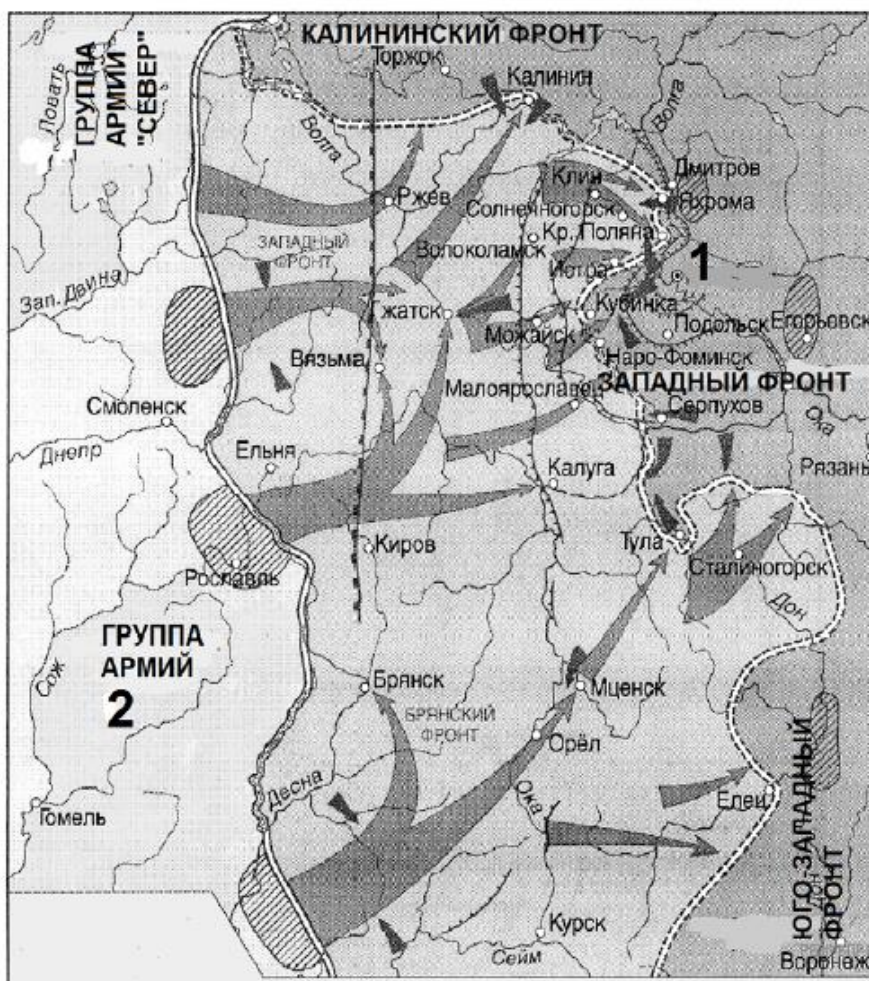 КАЛИНИНСКИЙ ФРОНТ
Торжок
Калинин
ГРУППА
АРМИИ
"СЕВЕР"
Ловать
Волга
Волга
Дмитров
Клин
Яхрома
Ржев
Солнечногорск
Кр. Поляна
ЗАПАДНЫЙ
ФРОНТ
Волоколамск
Истра
1
Зап. Двина
жатск
Кубинка
Можайск
Подольск
Егорьевск
Наро-Фоминск
Вязьма
Малоярославец
ЗАПАДНЫЙ ФРОНТ
Смоленск
Серпухов
Ока
Днепр
Ельня
Рязань
Калуга
Киров
Тула
Рославль
Сталиногорск
Дон
ГРУППА
АРМИЙ
2
Сож
Брянск
Мценск
БРЯНСКИЙ
ФРОНТ
Орёл
Десна
Ока
Елец
Гомель
ЮГО-ЗАПАДНЫЙ
ФРОНТ
Дон
Курск
Сейм
Воронеж